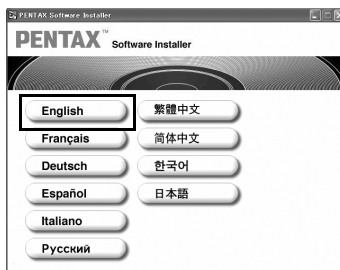 PENTAX Software Installer
PENTAX™ Software Installer
English
Français
Deutsch
Español
Italiano
Русский
繁體中文
简体中文
한국어
日本語